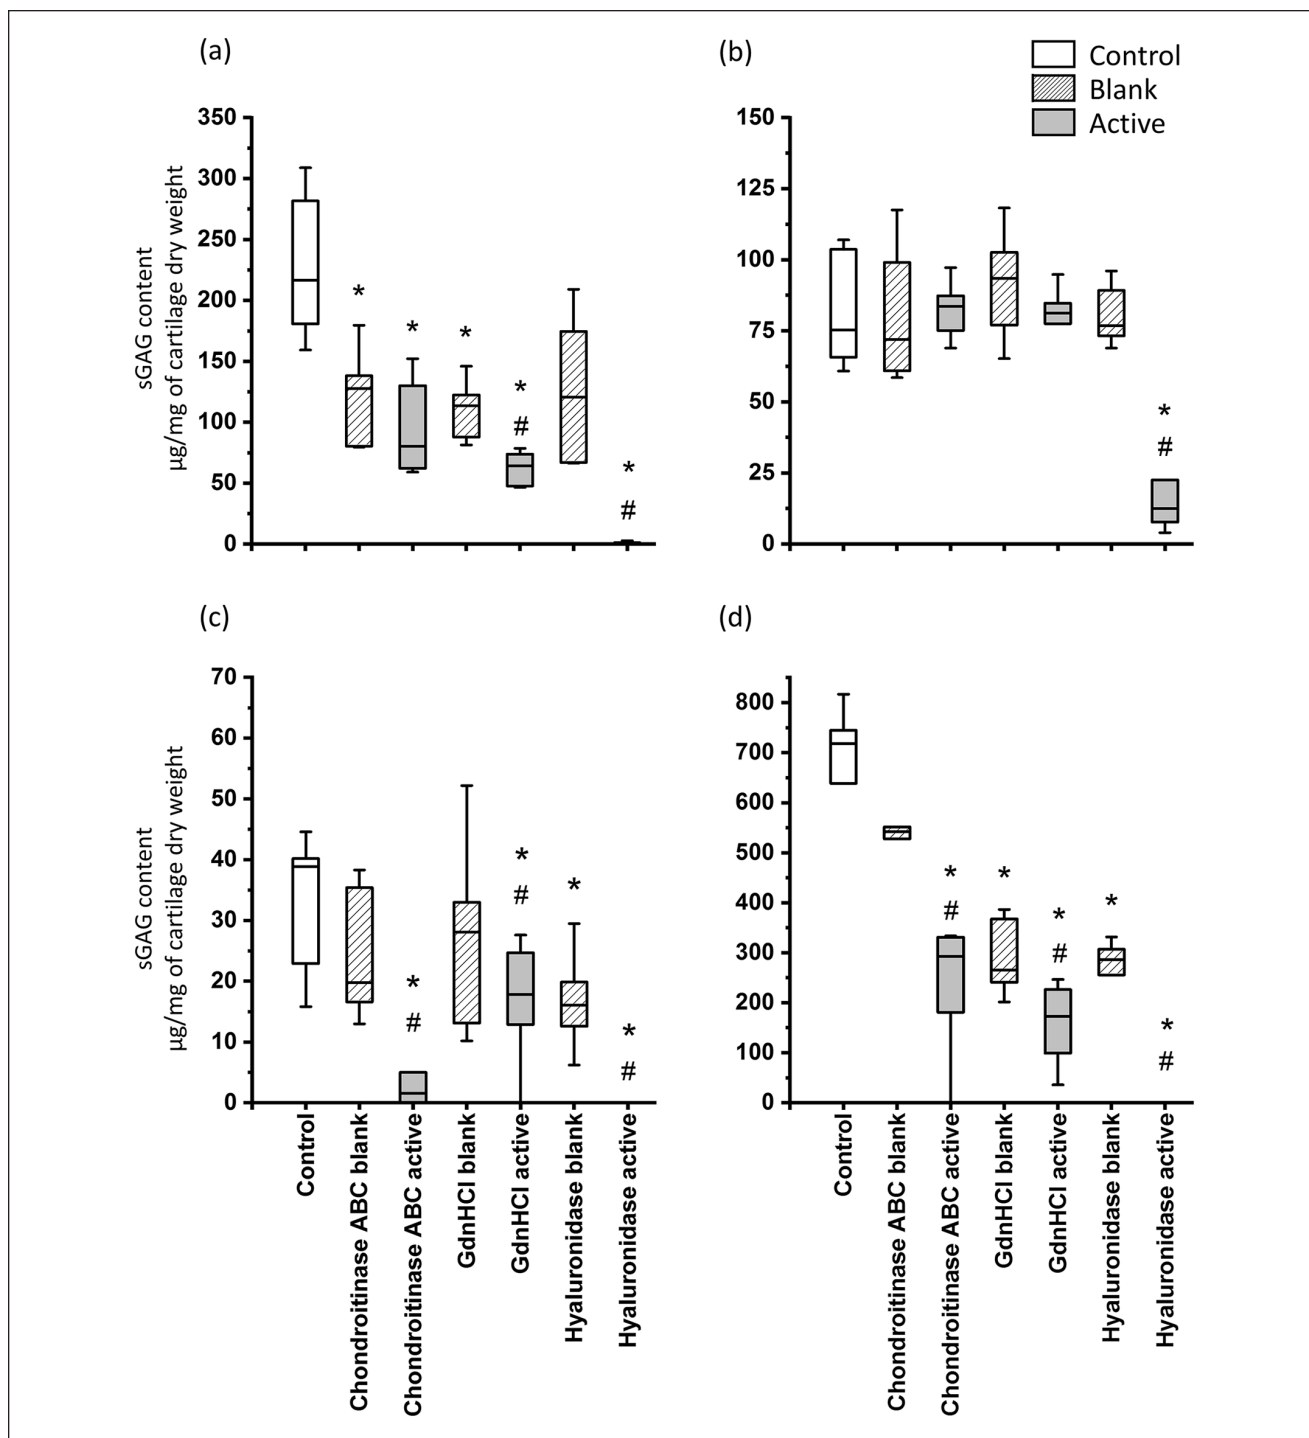 (a)
(b)
Control
Blank
Active
sGAG content
µg/mg of cartilage dry weight
350
300
250
200
150
100
50
0
*
*
*
*
#
*
#
150
125
100
75
50
25
0
*
#
(c)
(d)
sGAG content
µg/mg of cartilage dry weight
70
60
50
40
30
20
10
0
*
#
*
#
*
*
#
800
700
600
500
400
300
200
100
0
*
#
*
*
#
*
*
#
Control
Chondroitinase ABC blank
Chondroitinase ABC active
GdnHCl blank
GdnHCl active
Hyaluronidase blank
Hyaluronidase active
Control
Chondroitinase ABC blank
Chondroitinase ABC active
GdnHCl blank
GdnHCl active
Hyaluronidase blank
Hyaluronidase active